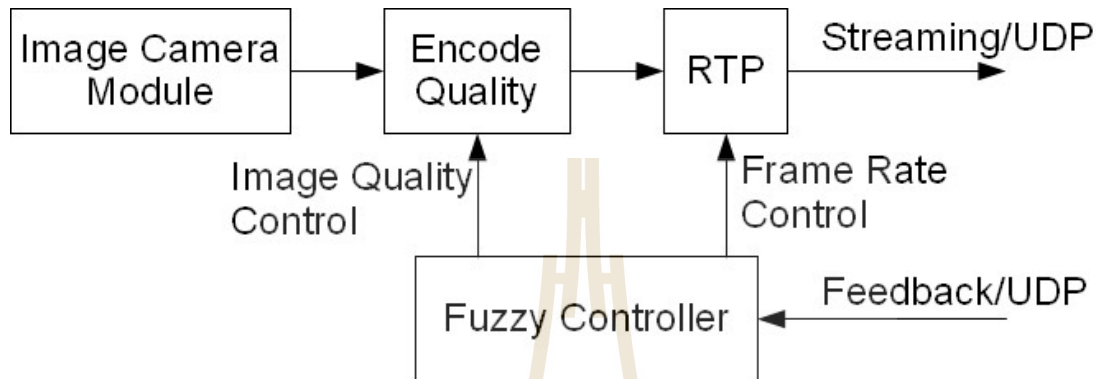 Image Camera
Module
Encode
Quality
RTP
Streaming/UDP
Image Quality
Control
Frame Rate
Control
Fuzzy Controller
Feedback/UDP